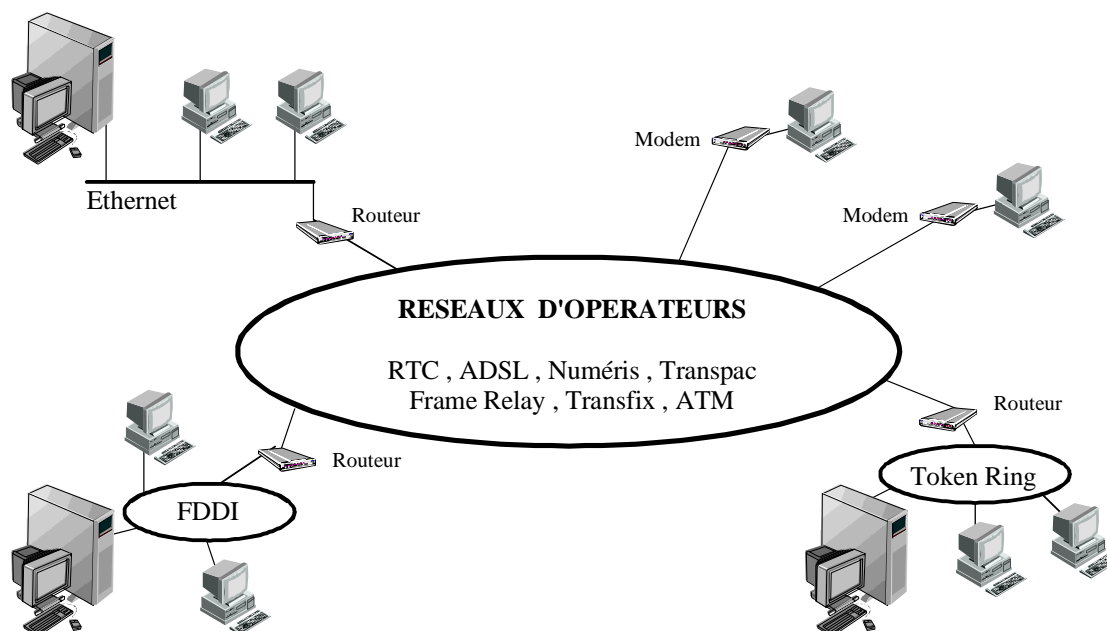 Modem
Ethernet
Routeur
Modem
RESEAUX D'OPERATEURS
RTC , ADSL , Numéris , Transpac
Frame Relay , Transfix , ATM
Routeur
Routeur
Token Ring
FDDI